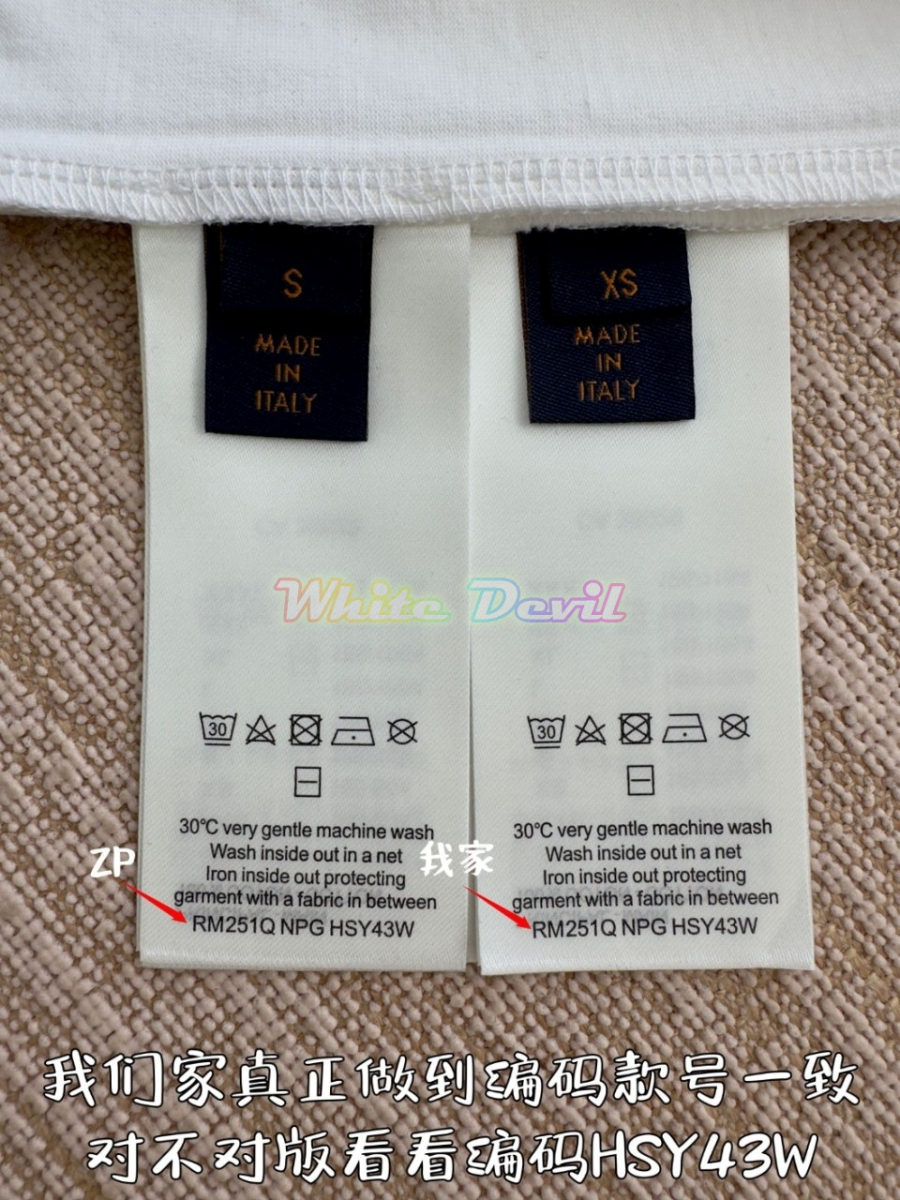 S
MADE
IN
ITALY
XS
MADE
IN
ITALY
White Devil
30
30
30°C very gentle machine wash
Wash inside out in a net
Iron inside out protecting
garment with a fabric in between
RM251Q NPG HSY43W
30°C very gentle machine wash
Wash inside out in a net
Iron inside out protecting
garment with a fabric in between
RM251Q NPG HSY43W
ZP
我家
我们家真正做到编码款号一致
对不对版看看编码HSY43W